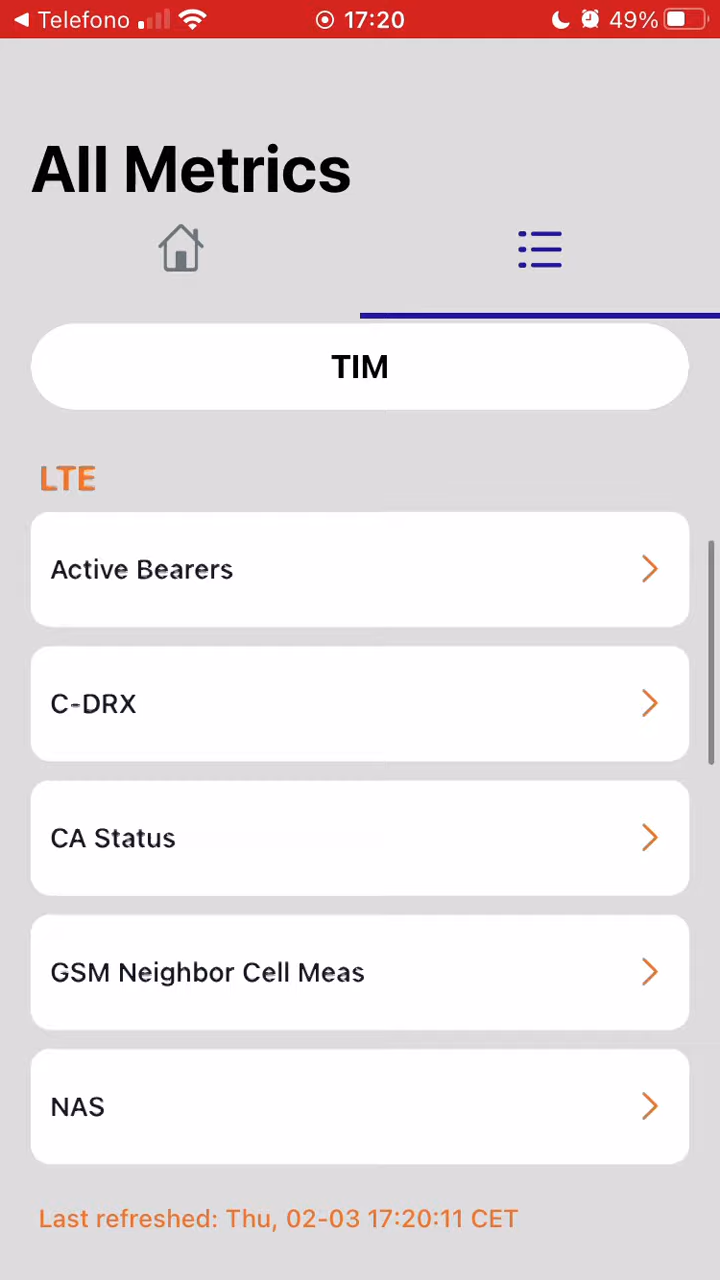 Telefono 17:20 49%
All Metrics
TIM
LTE
Active Bearers
C-DRX
CA Status
GSM Neighbor Cell Meas
NAS
Last refreshed: Thu, 02-03 17:20:11 CET